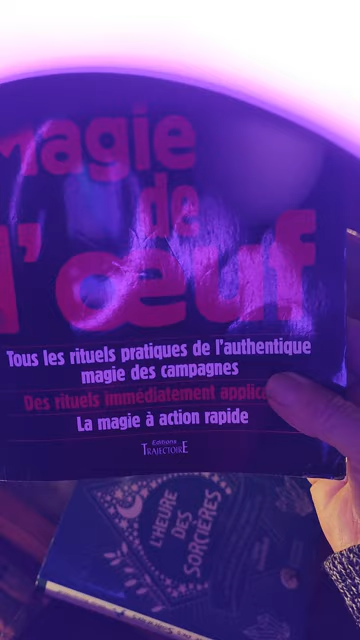 magie
de
l'œuf
Tous les rituels pratiques de l'authentique
magie des campagnes
Des rituels immédiatement
La magie à action rapide
Éditions
TRAJECTOIRE
L'HEURE
DES
SORCIÈRES